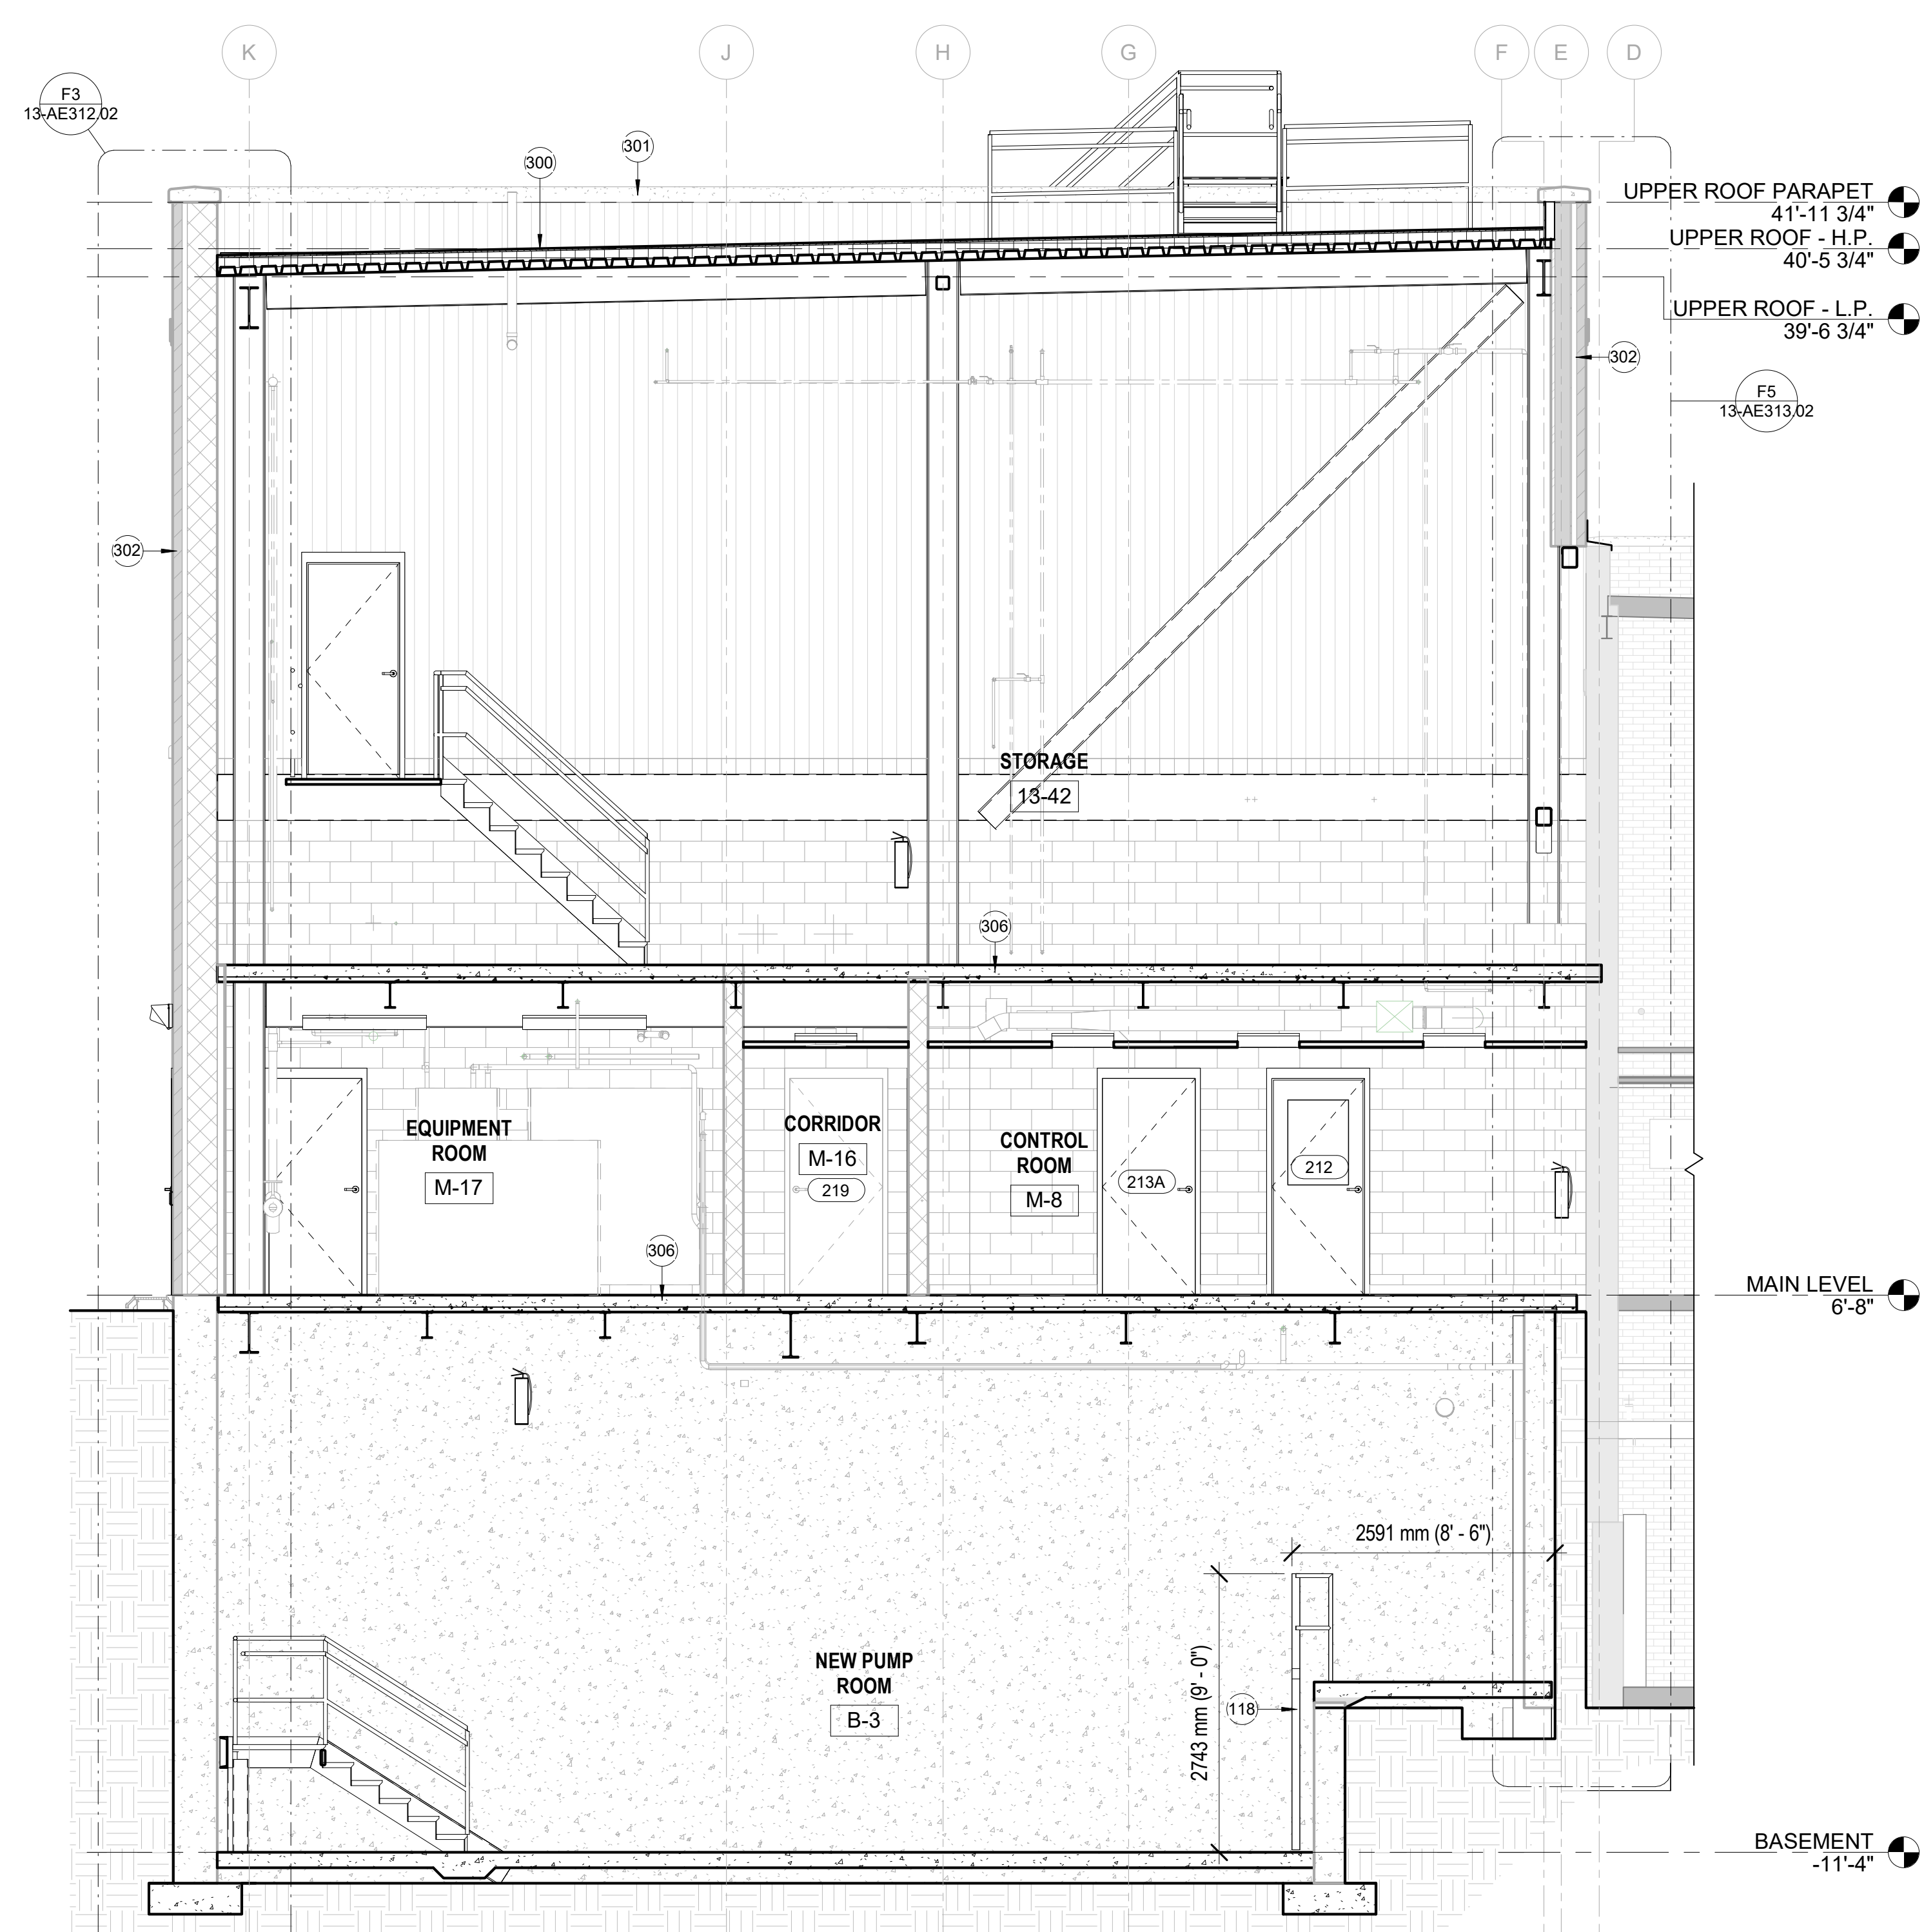 K
J
H
G
F
E
D
F3
13-AE312.02
300
301
UPPER ROOF PARAPET
41'-11 3/4"
UPPER ROOF - H.P.
40'-5 3/4"
UPPER ROOF - L.P.
39'-6 3/4"
302
F5
13-AE313.02
302
STORAGE
13-42
306
EQUIPMENT
ROOM
M-17
CORRIDOR
M-16
219
CONTROL
ROOM
M-8
213A
212
306
MAIN LEVEL
6'-8"
2591 mm (8' - 6")
2743 mm (9' - 0")
NEW PUMP
ROOM
B-3
118
BASEMENT
-11'-4"